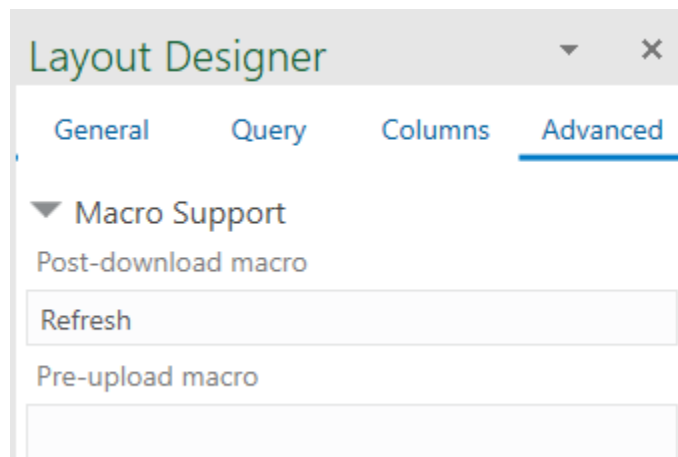 Layout Designer
General Query Columns Advanced
Macro Support
Post-download macro
Refresh
Pre-upload macro